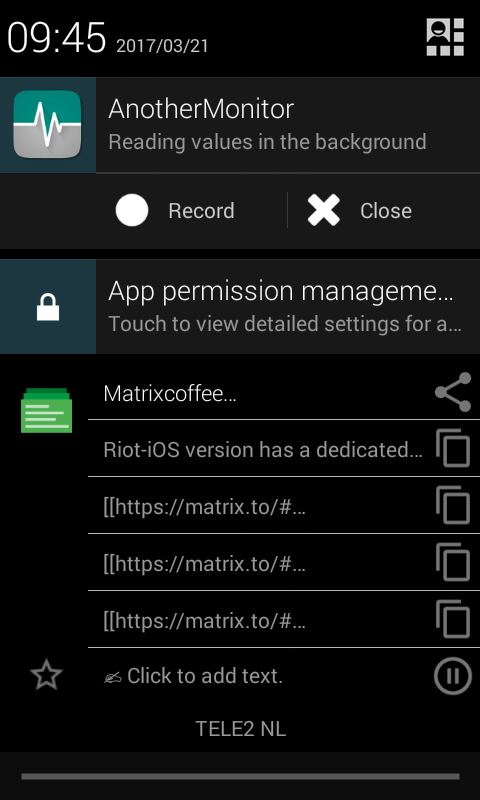 09:45 2017/03/21
AnotherMonitor
Reading values in the background
Record Close
App permission manageme...
Touch to view detailed settings for a...
Matrixcoffee...
Riot-iOS version has a dedicated...
[[https://matrix.to/#...
[[https://matrix.to/#...
[[https://matrix.to/#...
✍ Click to add text.
TELE2 NL